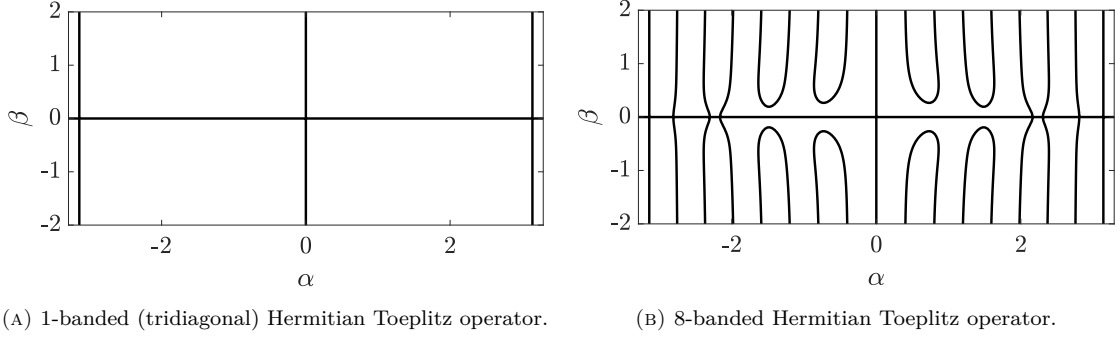 2
1
0
-1
-2
β
-2
0
2
α
2
1
0
-1
-2
β
-2
0
2
α
(A) 1-banded (tridiagonal) Hermitian Toeplitz operator.
(B) 8-banded Hermitian Toeplitz operator.